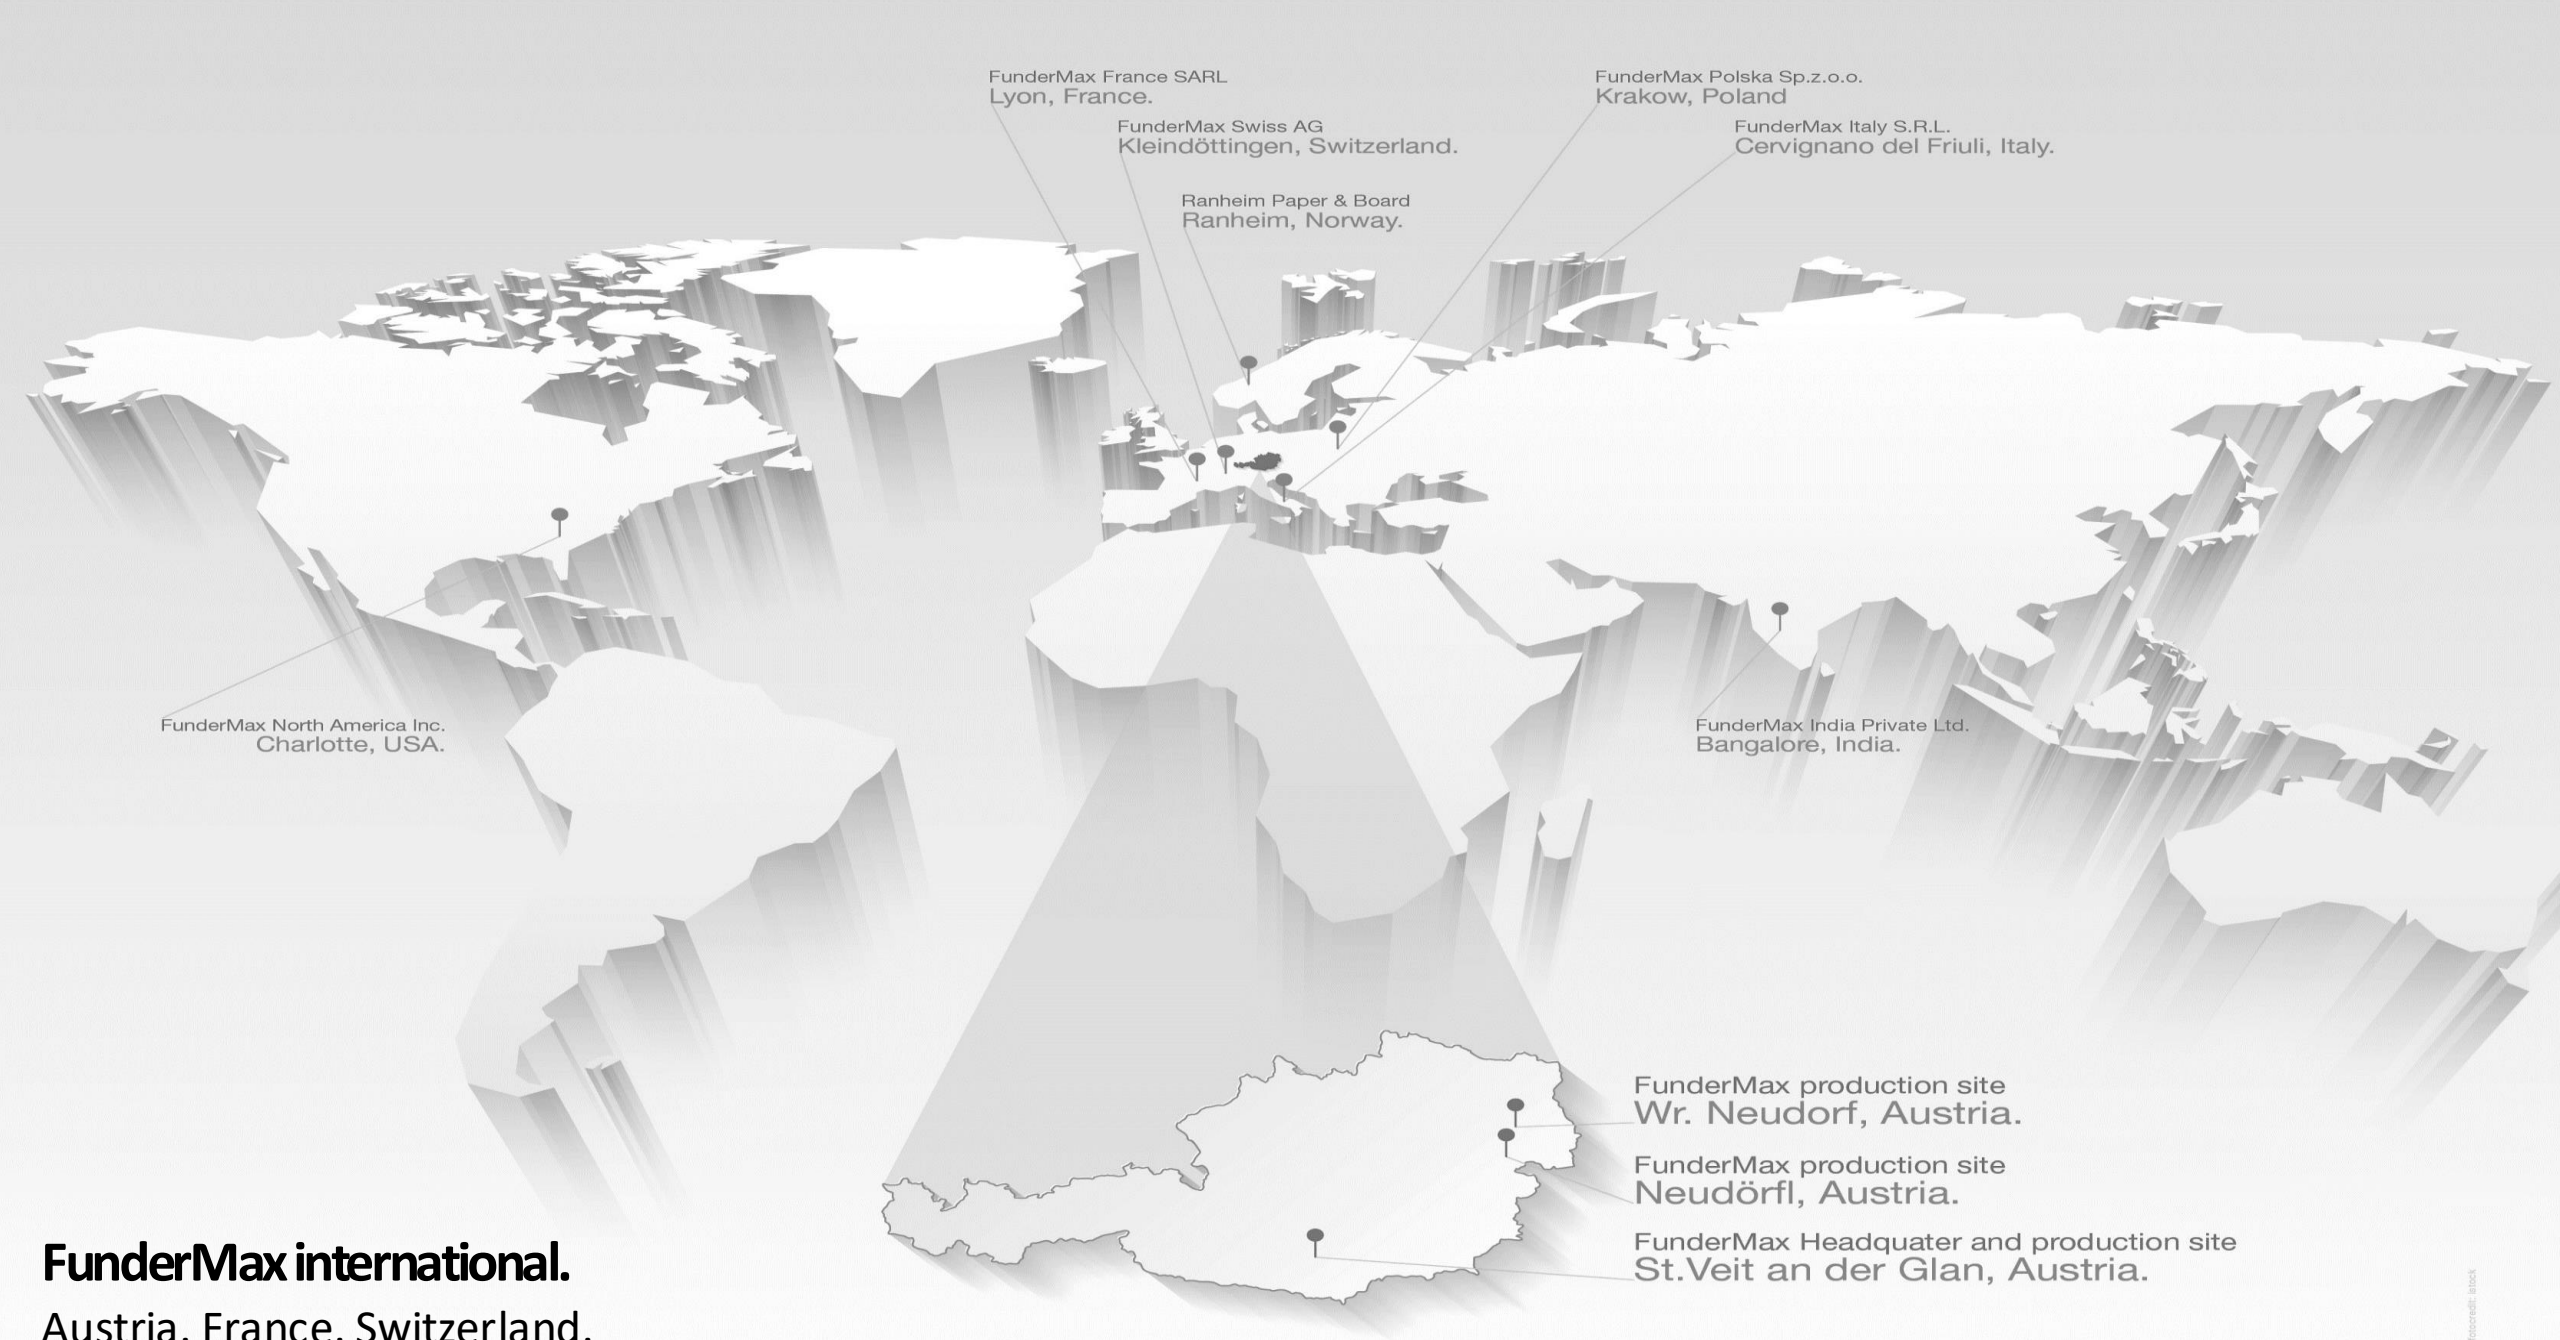 FunderMax France SARL
Lyon, France.
FunderMax Swiss AG
Kleindöttingen, Switzerland.
Ranheim Paper & Board
Ranheim, Norway.
FunderMax Polska Sp.z.o.o.
Krakow, Poland
FunderMax Italy S.R.L.
Cervignano del Friuli, Italy.
FunderMax North America Inc.
Charlotte, USA.
FunderMax India Private Ltd.
Bangalore, India.
FunderMax production site
Wr. Neudorf, Austria.
FunderMax production site
Neudörfl, Austria.
FunderMax Headquater and production site
St.Veit an der Glan, Austria.
FunderMax international.
Austria. France. Switzerland.
fotocredit: istock